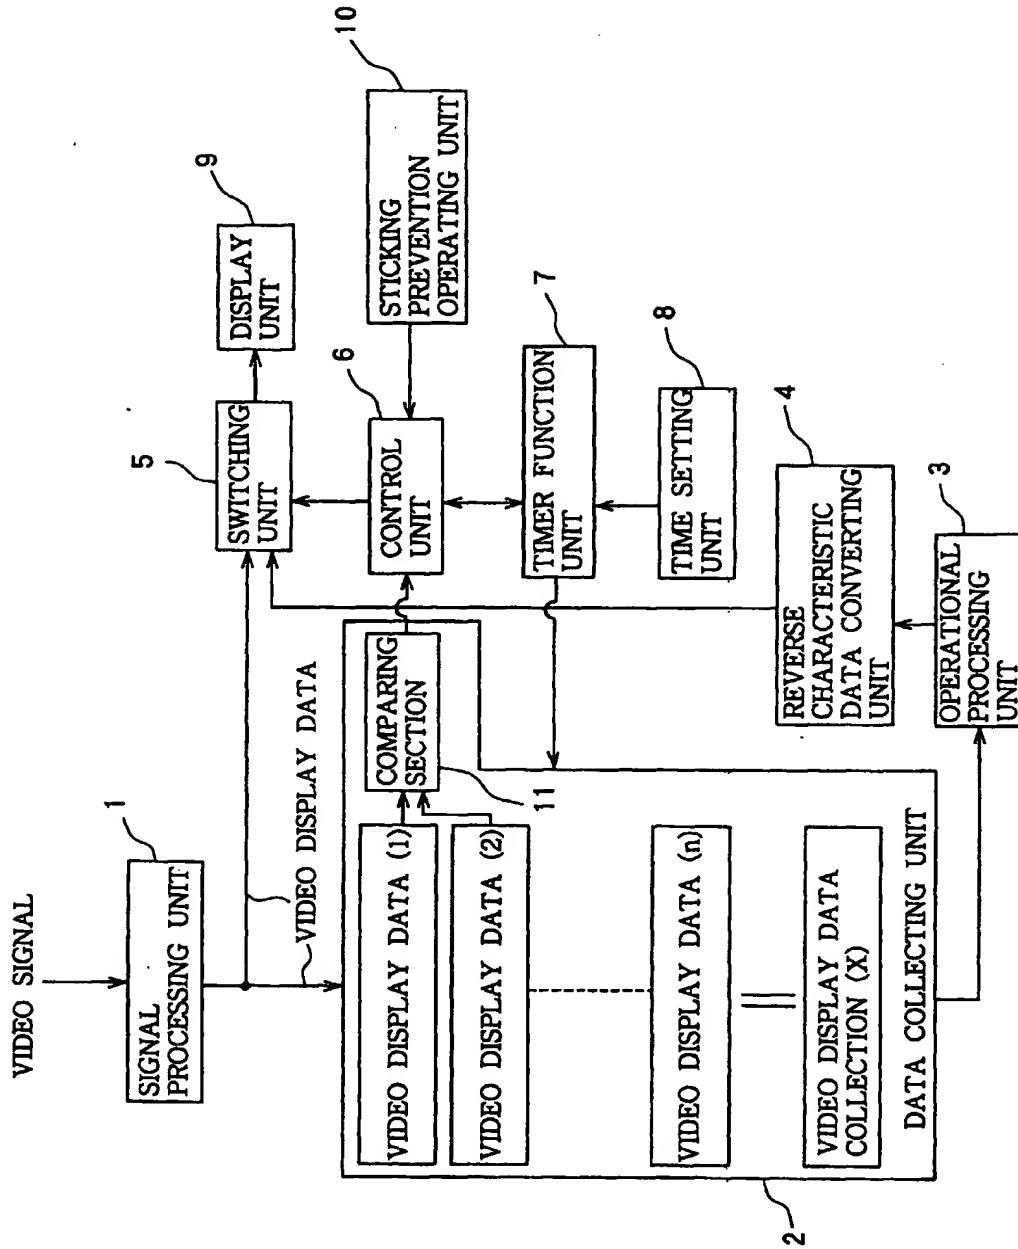 VIDEO SIGNAL
1
SIGNAL
PROCESSING UNIT
VIDEO DISPLAY DATA
5
SWITCHING
UNIT
9
DISPLAY
UNIT
10
STICKING
PREVENTION
OPERATING UNIT
6
CONTROL
UNIT
COMPARING
SECTION
11
VIDEO DISPLAY DATA (1)
VIDEO DISPLAY DATA (2)
VIDEO DISPLAY DATA (n)
VIDEO DISPLAY DATA
COLLECTION (X)
DATA COLLECTING UNIT
2
7
TIMER FUNCTION
UNIT
8
TIME SETTING
UNIT
4
REVERSE
CHARACTERISTIC
DATA CONVERTING
UNIT
3
OPERATIONAL
PROCESSING
UNIT